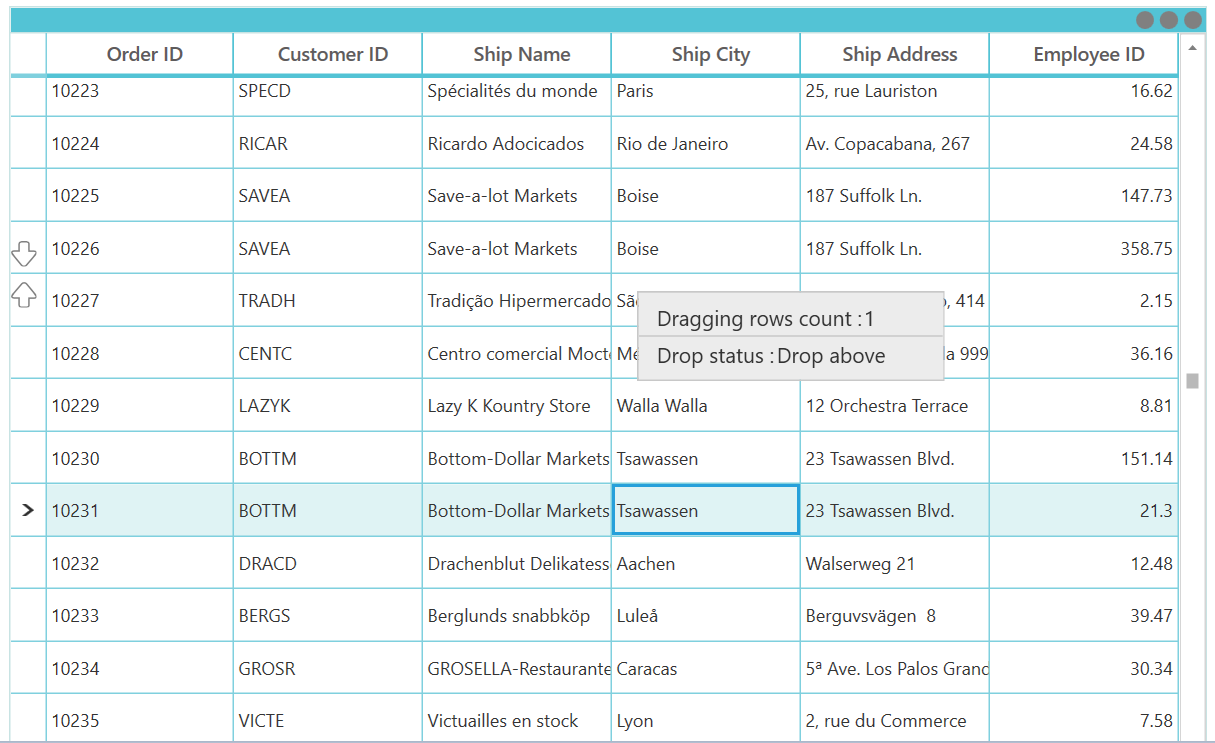 Order ID Customer ID Ship Name Ship City Ship Address Employee ID
10223 SPECD Spécialités du monde Paris 25, rue Lauriston 16.62
10224 RICAR Ricardo Adocicados Rio de Janeiro Av. Copacabana, 267 24.58
10225 SAVEA Save-a-lot Markets Boise 187 Suffolk Ln. 147.73
10226 SAVEA Save-a-lot Markets Boise 187 Suffolk Ln. 358.75
10227 TRADH Tradição Hipermercado 414 2.15
Dragging rows count :1
10228 CENTC Centro comercial 999 36.16
Drop status :Drop above
10229 LAZYK Lazy K Kountry Store Walla Walla 12 Orchestra Terrace 8.81
10230 BOTTM Bottom-Dollar Markets Tsawassen 23 Tsawassen Blvd. 151.14
10231 BOTTM Bottom-Dollar Markets Tsawassen 23 Tsawassen Blvd. 21.3
10232 DRACD Drachenblut Delikatess Aachen Walserweg 21 12.48
10233 BERGS Berglunds snabbköp Luleå Berguvsvägen  8 39.47
10234 GROSR GROSELLA-Restaurante Caracas 5ª Ave. Los Palos Grand 30.34
10235 VICTE Victuailles en stock Lyon 2, rue du Commerce 7.58